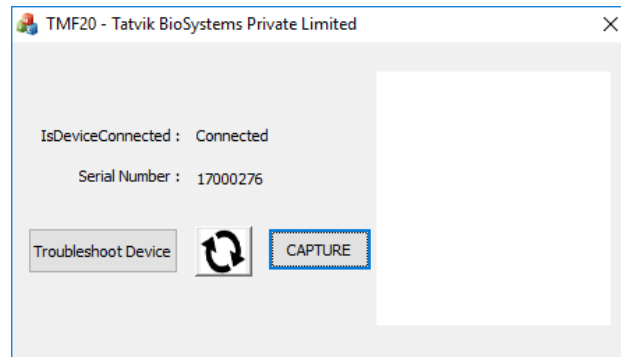 TMF20 - Tatvik BioSystems Private Limited
IsDeviceConnected : Connected
Serial Number : 17000276
Troubleshoot Device
CAPTURE